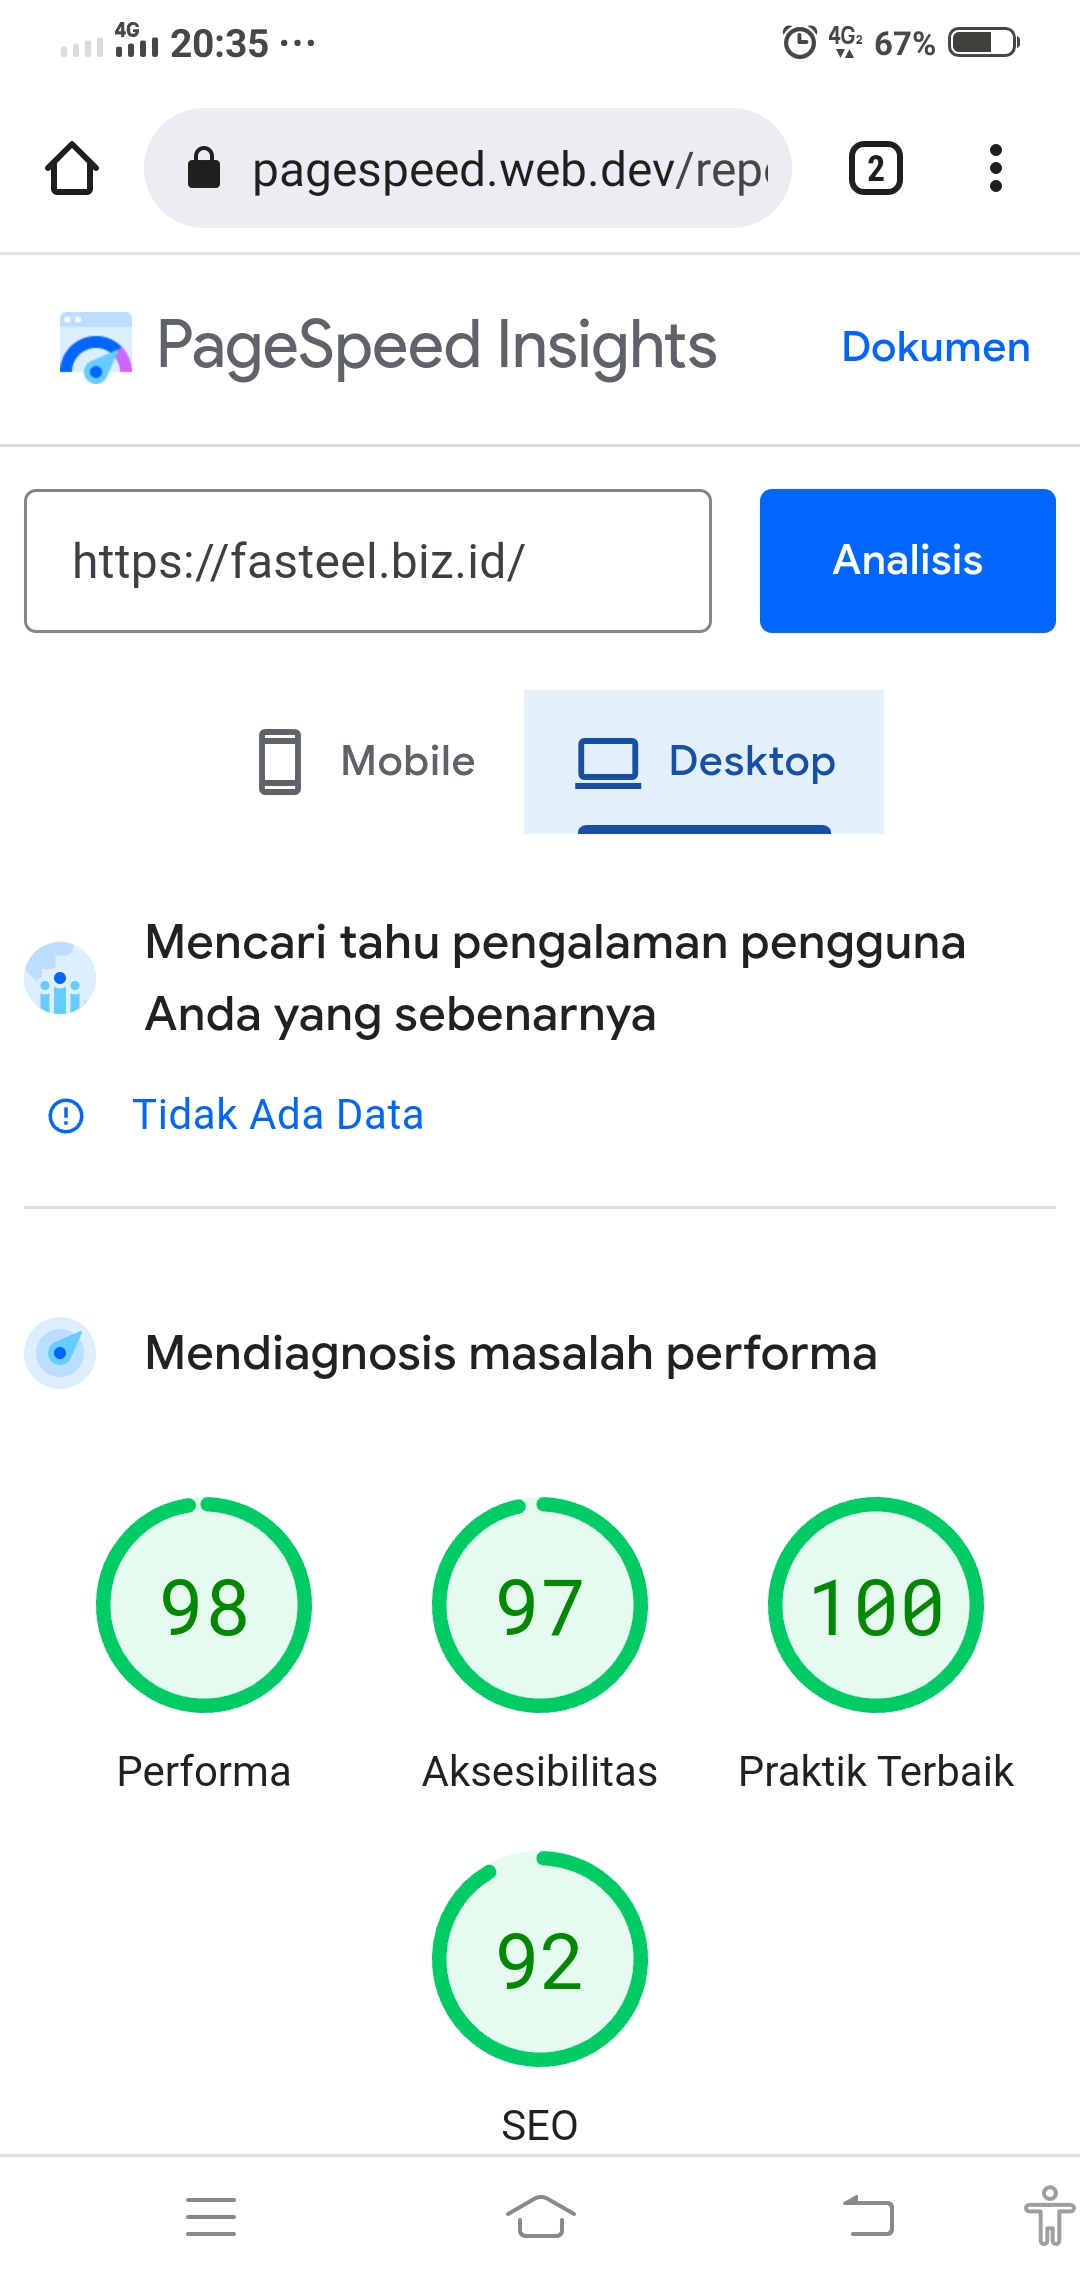 4G 20:35 ... 4G2 67%
pagespeed.web.dev/rep
2
PageSpeed Insights
Dokumen
https://fasteel.biz.id/
Analisis
Mobile
Desktop
Mencari tahu pengalaman pengguna
Anda yang sebenarnya
Tidak Ada Data
Mendiagnosis masalah performa
98
97
100
Performa
Aksesibilitas
Praktik Terbaik
92
SEO